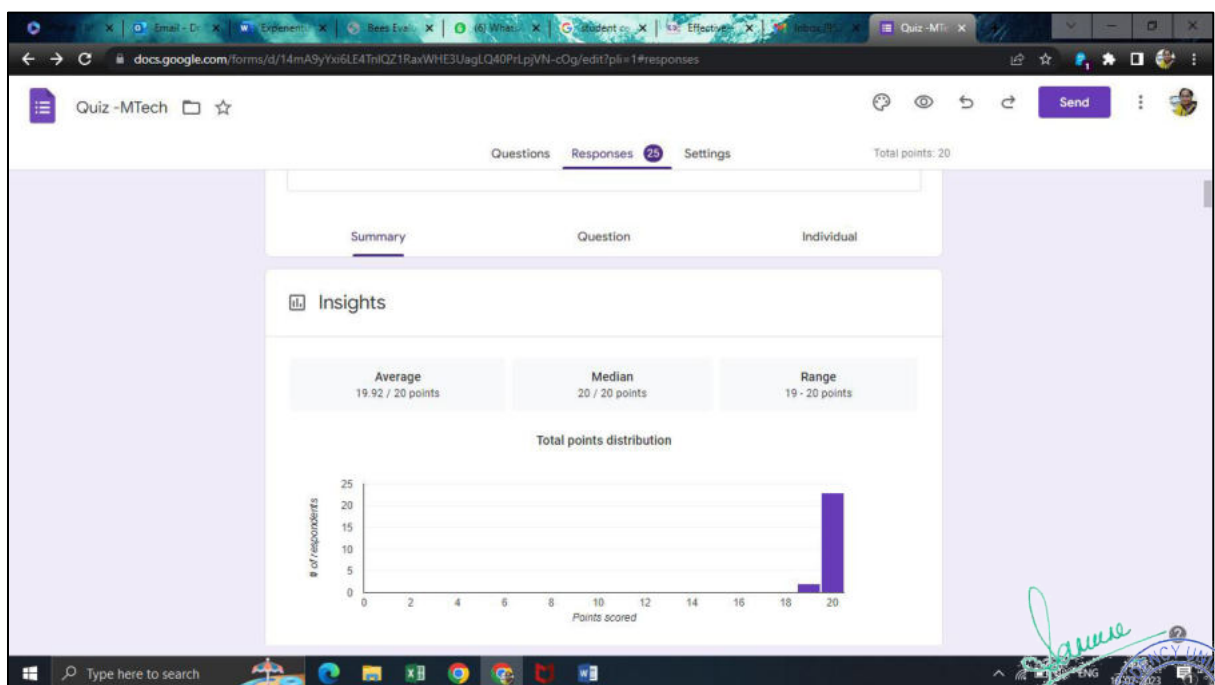 Email - Dr
Experienti
Bees Evalu
(6) Whats
student co
Effective-
Inbox
Quiz -MTe
docs.google.com/forms/d/14mA9yYxi6LE4TnIQZ1RaxWHE3UagLQ40PrLpjVN-cOg/edit?pli=1#responses
Quiz -MTech
Send
Questions Responses 25 Settings
Total points: 20
Summary Question Individual
Insights
Average Median Range
19.92 / 20 points 20 / 20 points 19 - 20 points
Total points distribution
# of respondents
25
20
15
10
5
0
0 2 4 6 8 10 12 14 16 18 20
Points scored
Type here to search
ENG